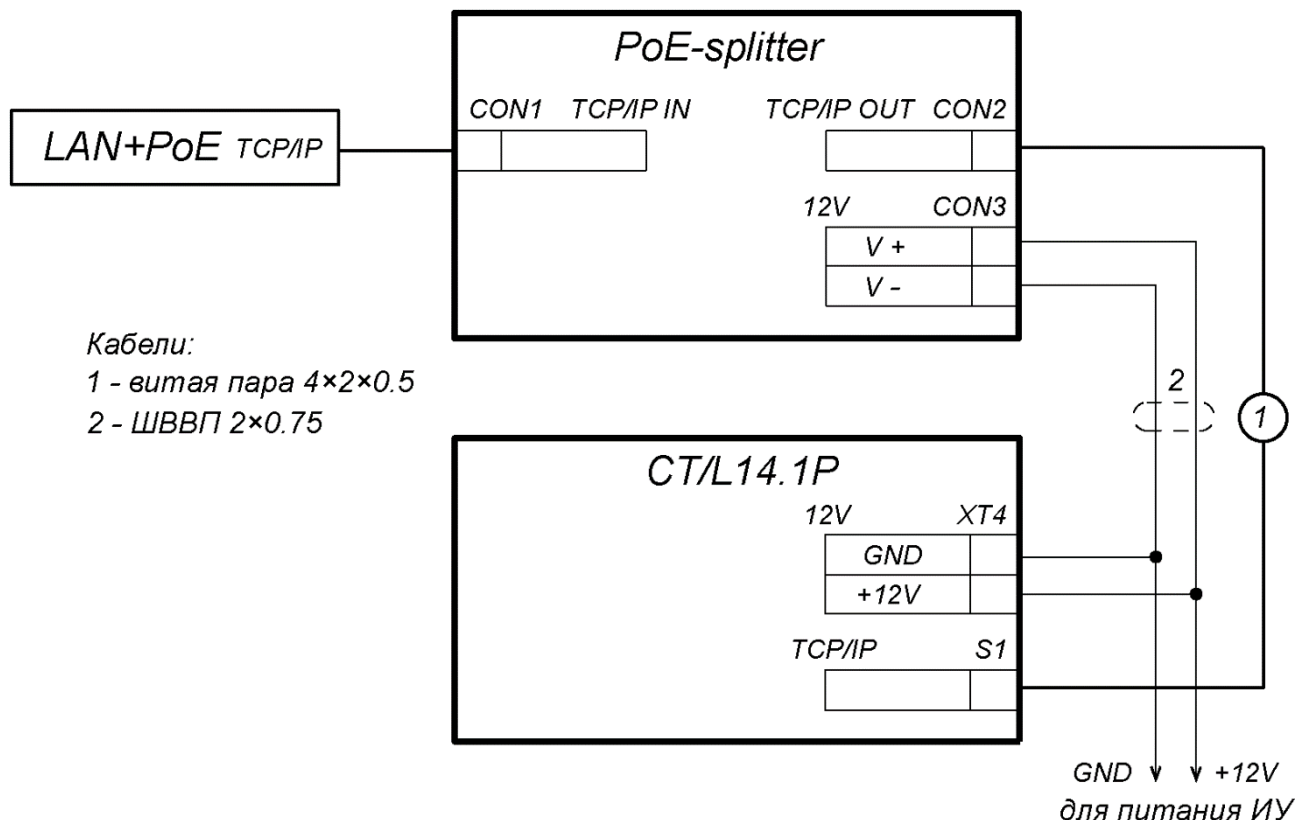 PoE-splitter
CON1 TCP/IP IN TCP/IP OUT CON2
LAN+PoE TCP/IP
12V CON3
V +
V -
Кабели:
1 - витая пара 4×2×0.5
2 - ШВВП 2×0.75
2
1
CT/L14.1P
12V XT4
GND
+12V
TCP/IP S1
GND +12V
для питания ИУ